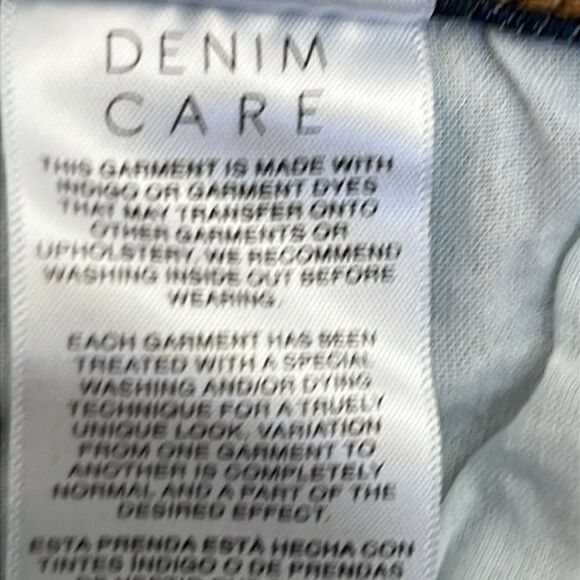 DENIM
CARE
THIS GARMENT IS MADE WITH
INDIGO OR GARMENT DYES
THAT MAY TRANSFER ONTO
OTHER GARMENTS OR
UPHOLSTERY. WE RECOMMEND
WASHING INSIDE OUT BEFORE
WEARING.
EACH GARMENT HAS BEEN
TREATED WITH A SPECIAL
WASHING AND/OR DYING
TECHNIQUE FOR A TRUELY
UNIQUE LOOK. VARIATION
FROM ONE GARMENT TO
ANOTHER IS COMPLETELY
NORMAL AND A PART OF THE
DESIRED EFFECT.
ESTA PRENDA ESTÁ HECHA CON
TINTES ÍNDIGO O DE PRENDAS